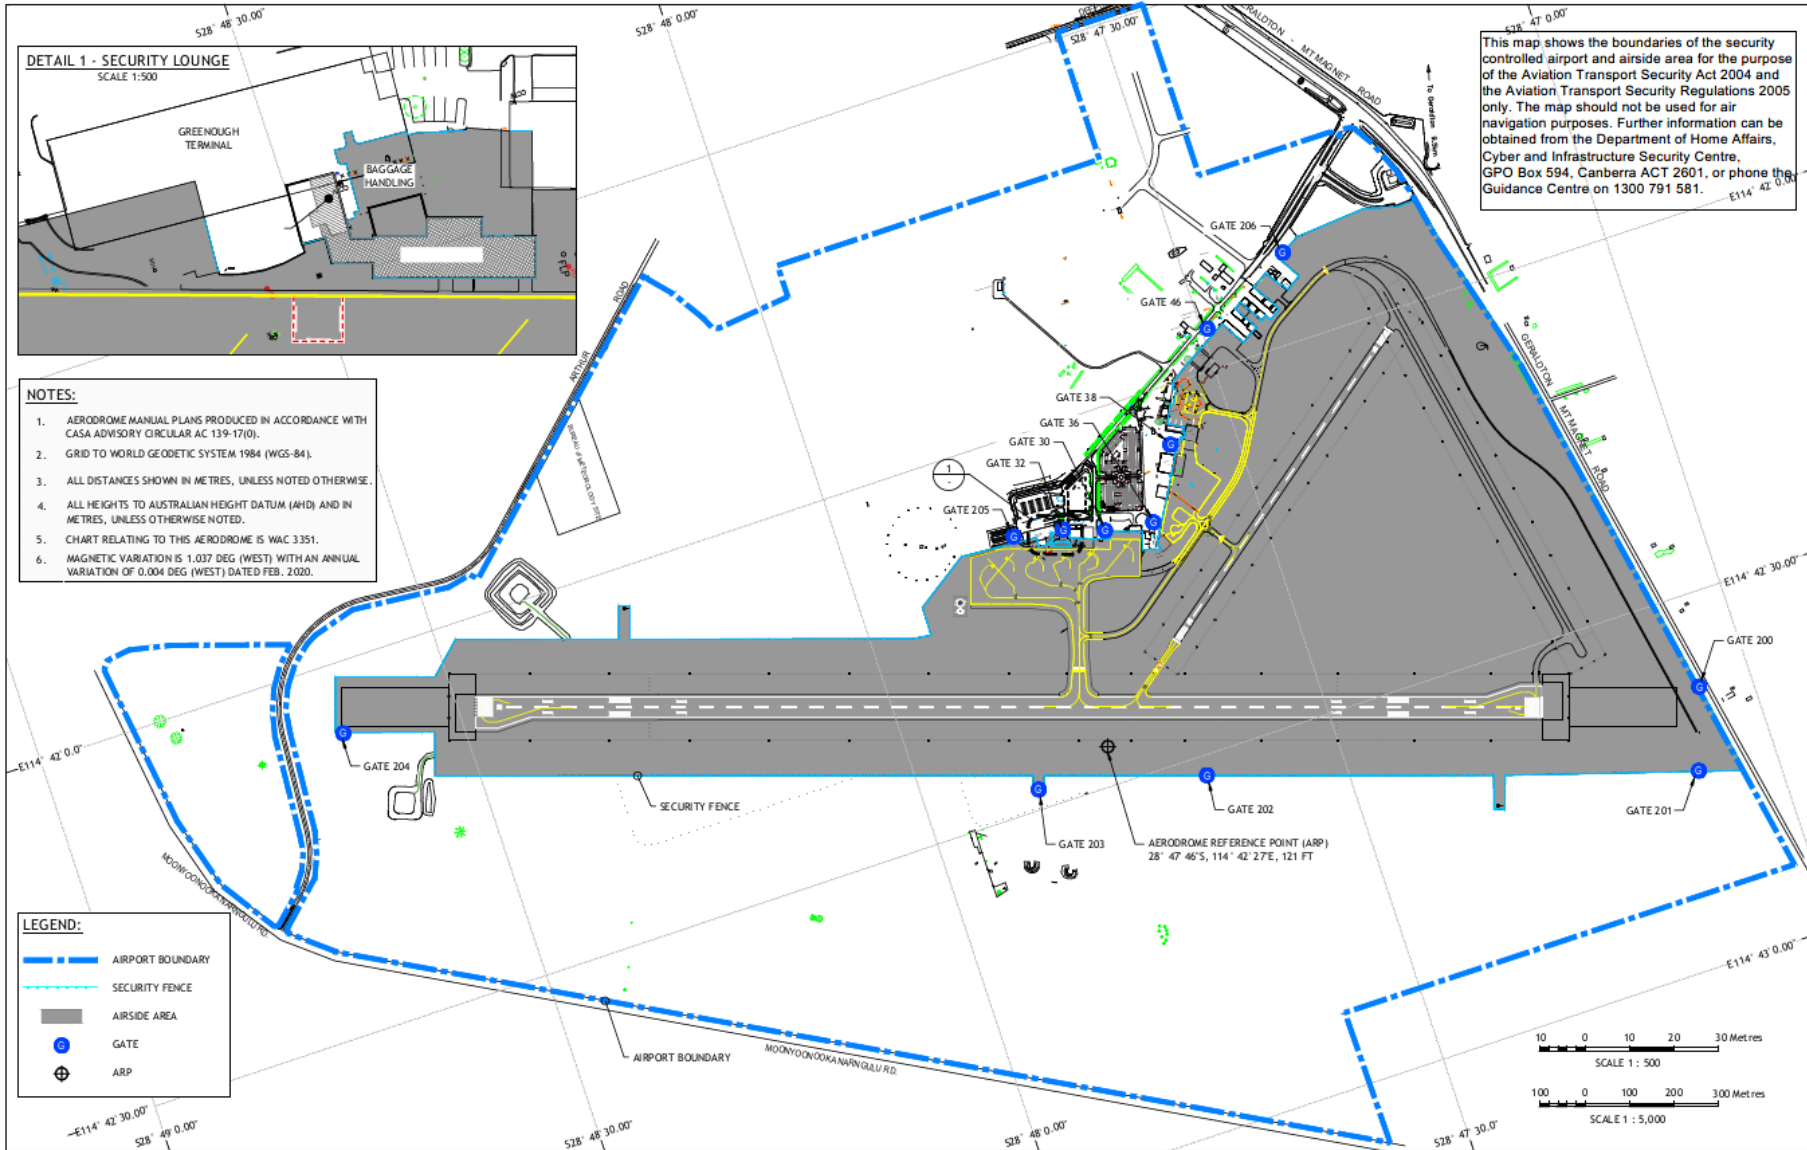 S28° 48' 30.00"
S28° 48' 0.00"
S28° 47' 30.00"
GERALDTON - MT MAGNET ROAD
S28° 47' 0.00"
To Geraldton
DETAIL 1 - SECURITY LOUNGE
SCALE 1:500
GREENOUGH
TERMINAL
BAGGAGE
HANDLING
FLP
This map shows the boundaries of the security
controlled airport and airside area for the purpose
of the Aviation Transport Security Act 2004 and
the Aviation Transport Security Regulations 2005
only. The map should not be used for air
navigation purposes. Further information can be
obtained from the Department of Home Affairs,
Cyber and Infrastructure Security Centre,
GPO Box 594, Canberra ACT 2601, or phone the
Guidance Centre on 1300 791 581.
E114° 42' 0.00"
GATE 206
GATE 46
ARTHUR ROAD
GERALDTON MT MAGNET ROAD
GATE 38
GATE 36
GATE 30
GATE 32
1
-
GATE 205
BUREAU of METEOROLOGY SITE
NOTES:
1. AERODROME MANUAL PLANS PRODUCED IN ACCORDANCE WITH
CASA ADVISORY CIRCULAR AC 139-17(0).
2. GRID TO WORLD GEODETIC SYSTEM 1984 (WGS-84).
3. ALL DISTANCES SHOWN IN METRES, UNLESS NOTED OTHERWISE.
4. ALL HEIGHTS TO AUSTRALIAN HEIGHT DATUM (AHD) AND IN
METRES, UNLESS OTHERWISE NOTED.
5. CHART RELATING TO THIS AERODROME IS WAC 3351.
6. MAGNETIC VARIATION IS 1.037 DEG (WEST) WITH AN ANNUAL
VARIATION OF 0.004 DEG (WEST) DATED FEB. 2020.
E114° 42' 30.00"
GATE 200
E114° 42' 0.0"
GATE 204
SECURITY FENCE
GATE 203
GATE 202
GATE 201
AERODROME REFERENCE POINT (ARP)
28° 47' 46"S, 114° 42' 27"E, 121 FT
MOONYOONOOKA NARNGULU RD.
E114° 43' 0.00"
LEGEND:
AIRPORT BOUNDARY
SECURITY FENCE
AIRSIDE AREA
G GATE
ARP
AIRPORT BOUNDARY
MOONYOONOOKA NARNGULU RD.
10 0 10 20 30 Metres
SCALE 1 : 500
100 0 100 200 300 Metres
SCALE 1 : 5,000
E114° 42' 30.00"
S28° 49' 0.00"
S28° 48' 30.00"
S28° 48' 0.00"
S28° 47' 30.0"